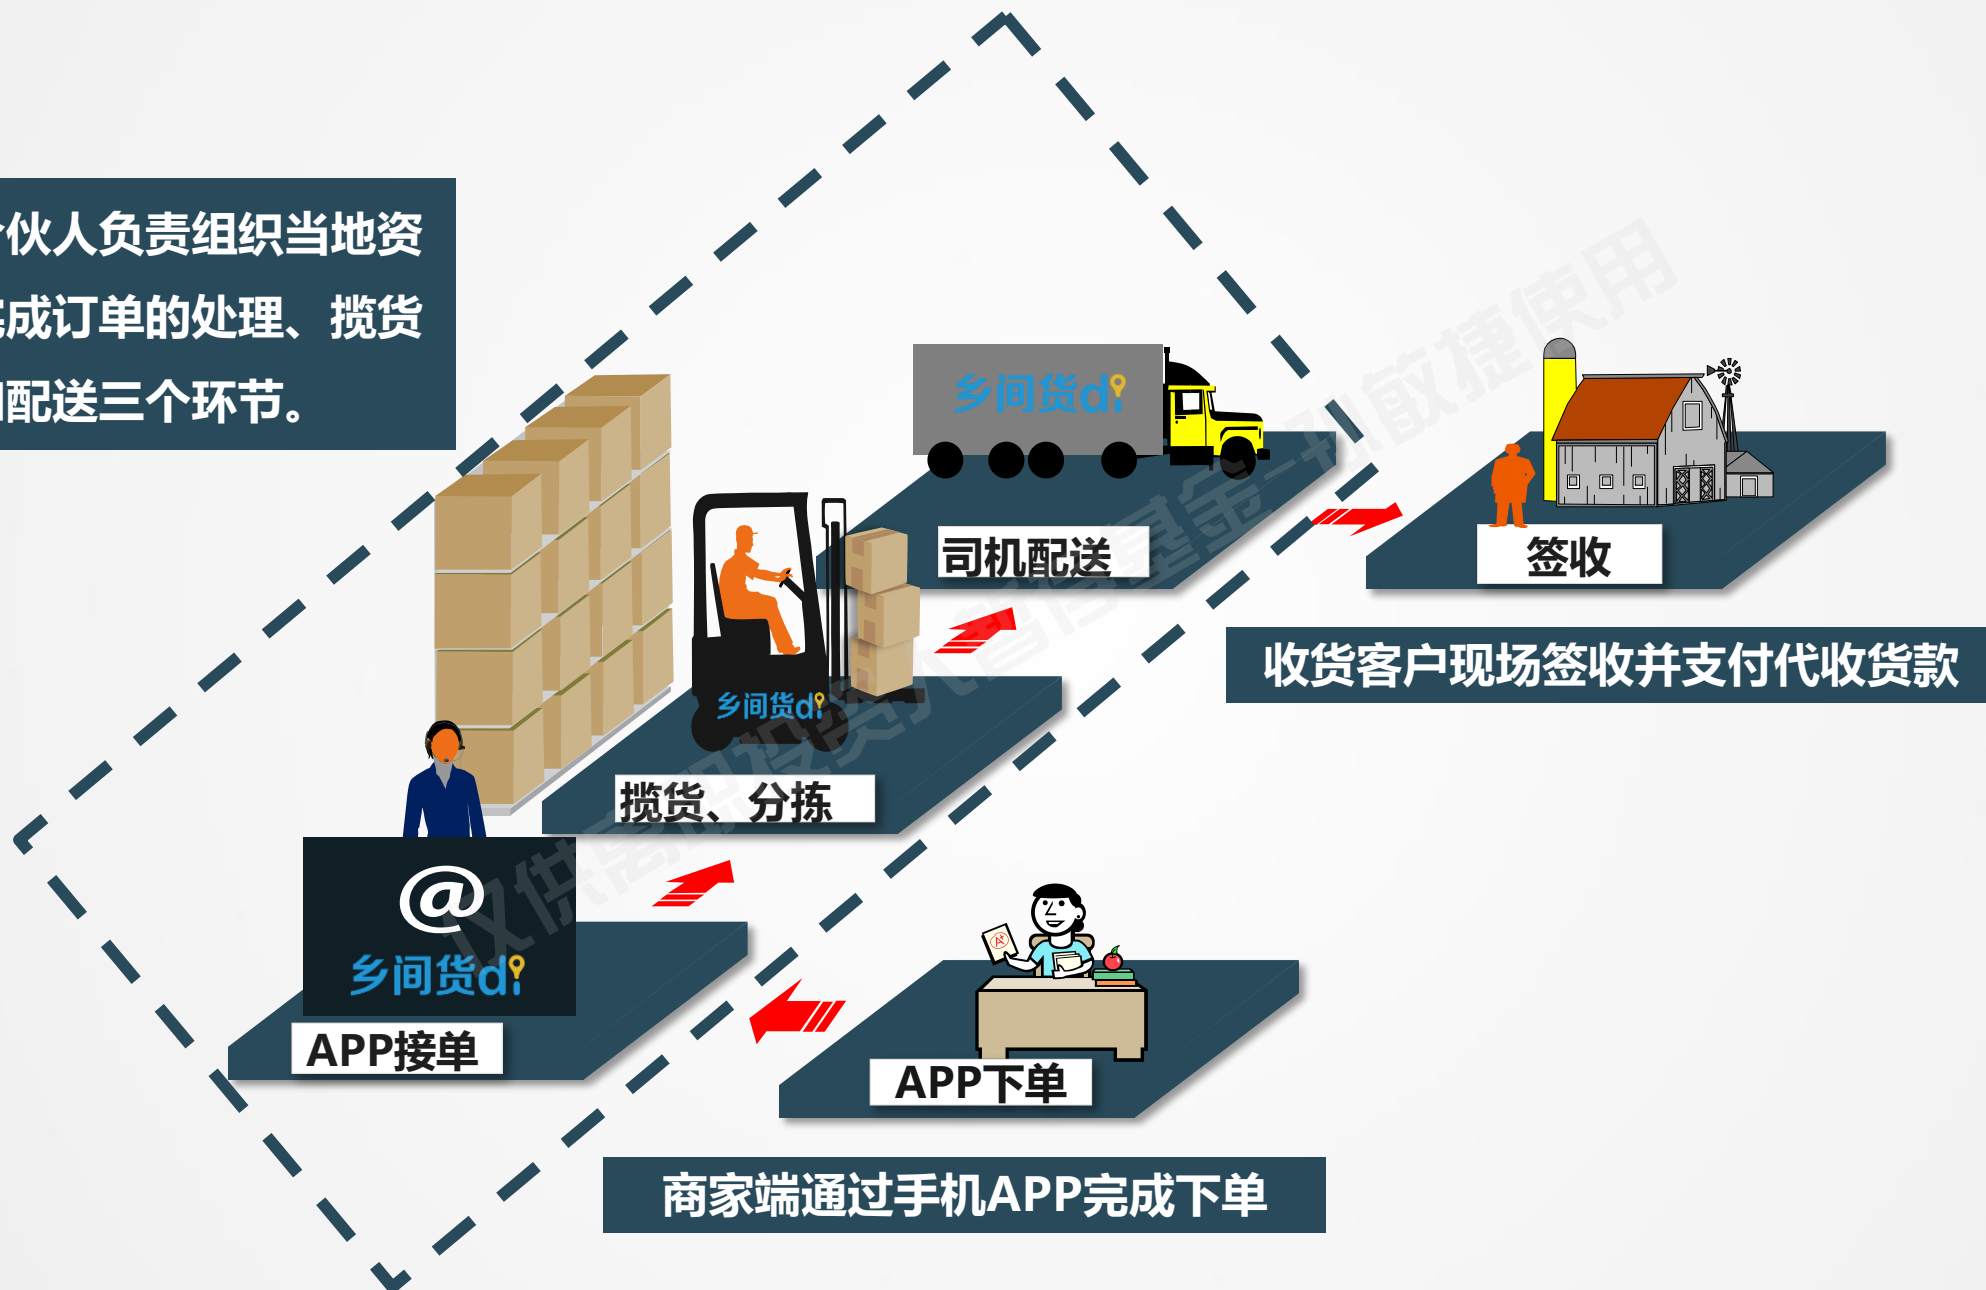 伙人负责组织当地资
成订单的处理、揽货
配送三个环节。
乡间货di
司机配送
签收
收货客户现场签收并支付代收货款
乡间货di
揽货、分拣
@
乡间货di
APP接单
A+
APP下单
商家端通过手机APP完成下单